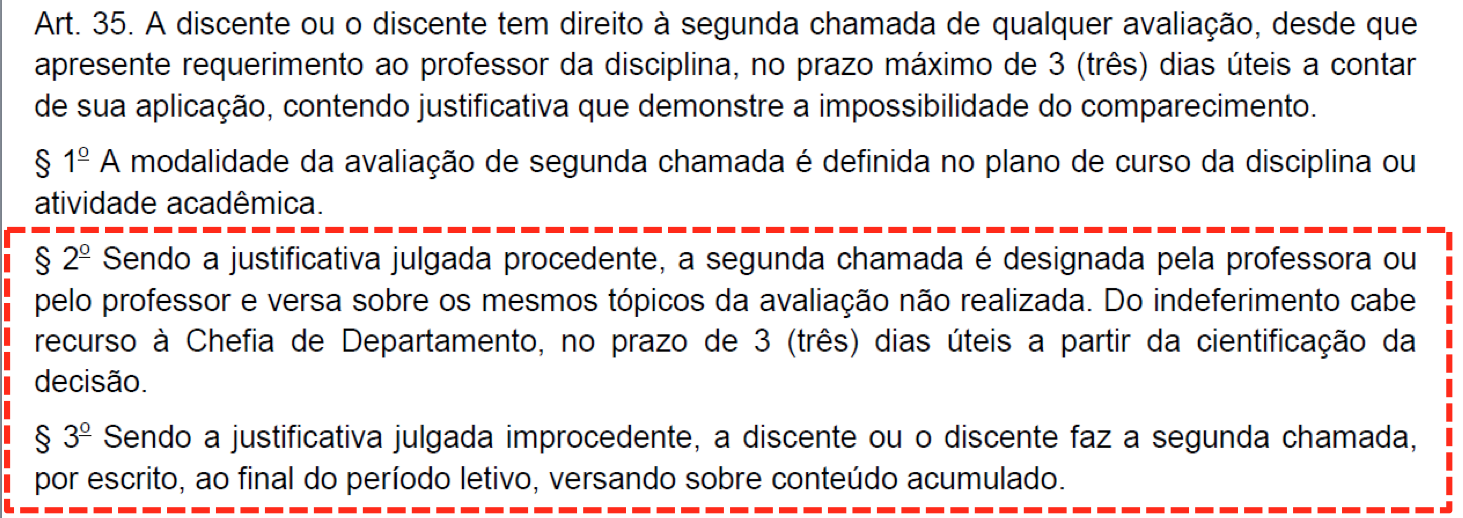 Art. 35. A discente ou o discente tem direito à segunda chamada de qualquer avaliação, desde que
apresente requerimento ao professor da disciplina, no prazo máximo de 3 (três) dias úteis a contar
de sua aplicação, contendo justificativa que demonstre a impossibilidade do comparecimento.
§ 1º A modalidade da avaliação de segunda chamada é definida no plano de curso da disciplina ou
atividade acadêmica.
§ 2º Sendo a justificativa julgada procedente, a segunda chamada é designada pela professora ou
pelo professor e versa sobre os mesmos tópicos da avaliação não realizada. Do indeferimento cabe
recurso à Chefia de Departamento, no prazo de 3 (três) dias úteis a partir da cientificação da
decisão.
§ 3º Sendo a justificativa julgada improcedente, a discente ou o discente faz a segunda chamada,
por escrito, ao final do período letivo, versando sobre conteúdo acumulado.